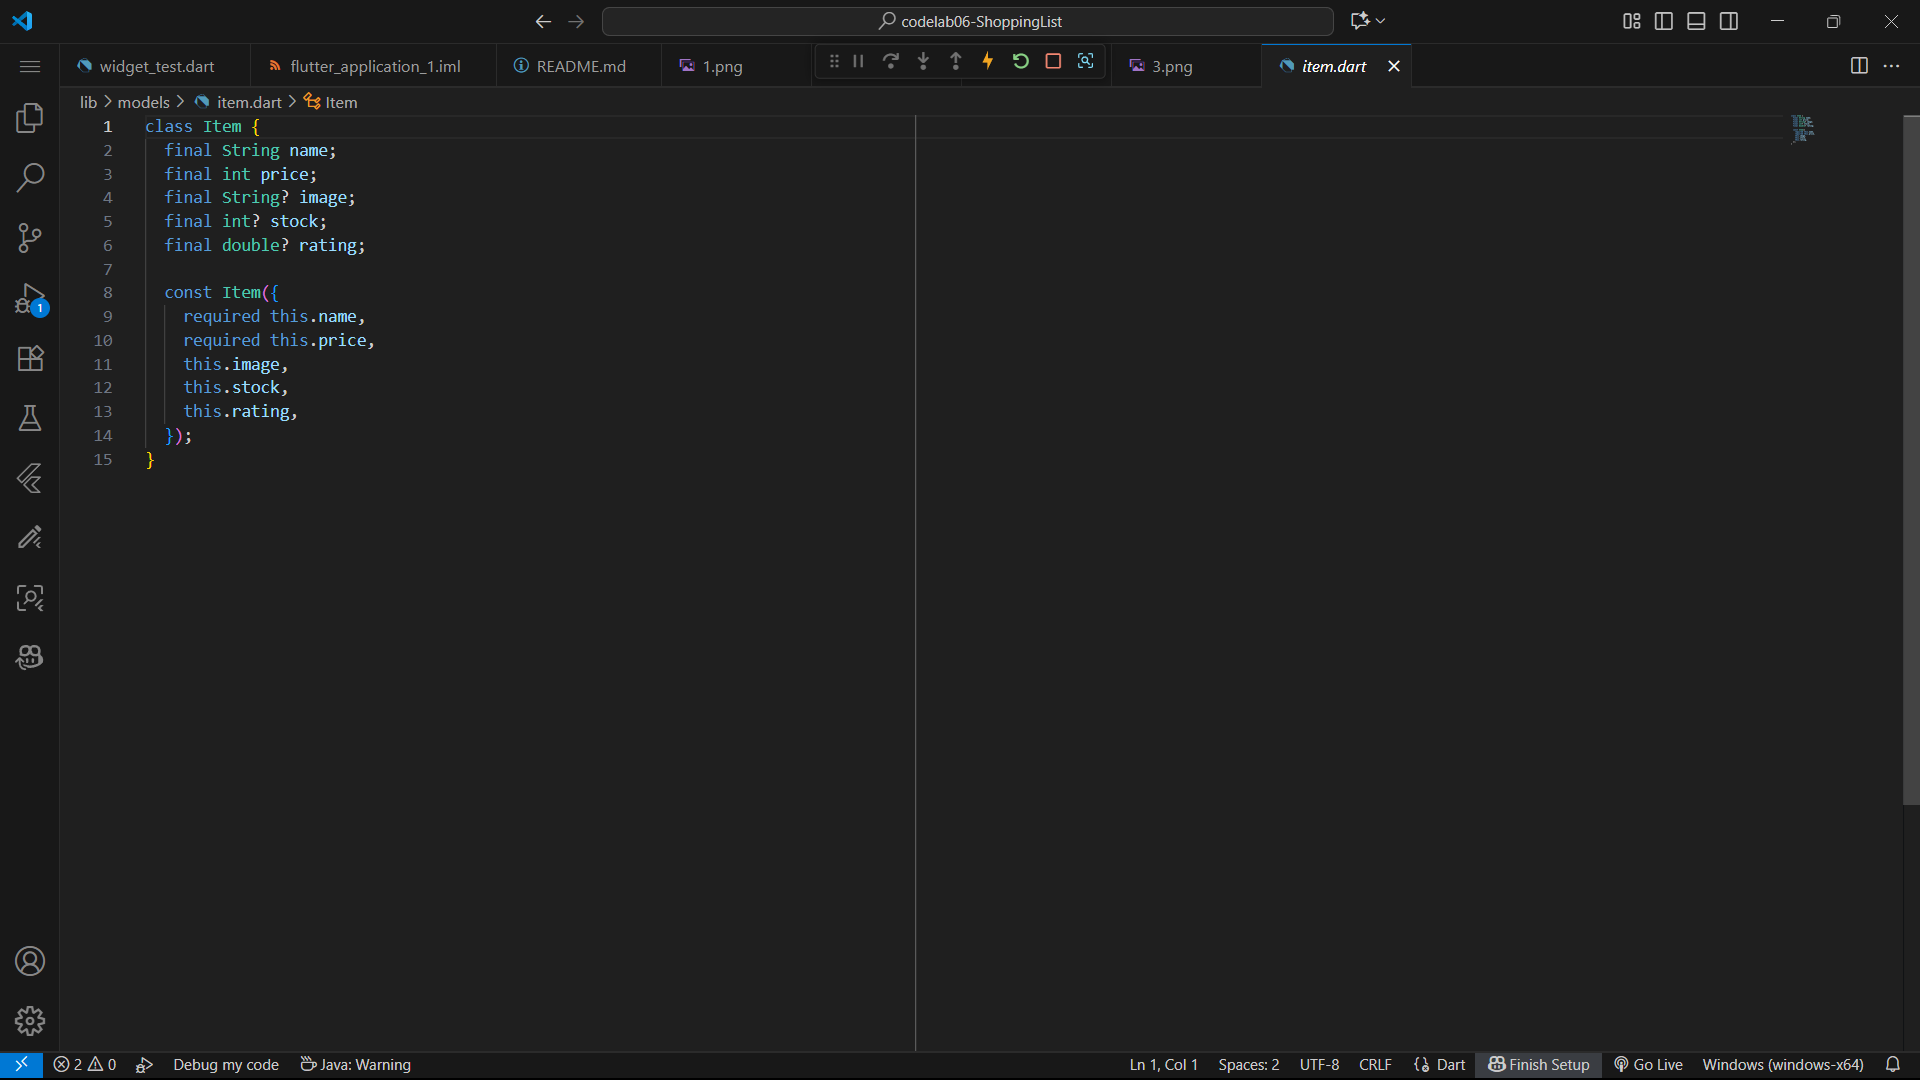 codelab06-ShoppingList
widget_test.dart
flutter_application_1.iml
README.md
1.png
3.png
item.dart
lib > models > item.dart > Item
1 class Item {
2 final String name;
3 final int price;
4 final String? image;
5 final int? stock;
6 final double? rating;
7
8 const Item({
9 required this.name,
10 required this.price,
11 this.image,
12 this.stock,
13 this.rating,
14 });
15 }
1
2 0 Debug my code Java: Warning
Ln 1, Col 1 Spaces: 2 UTF-8 CRLF {} Dart Finish Setup Go Live Windows (windows-x64)